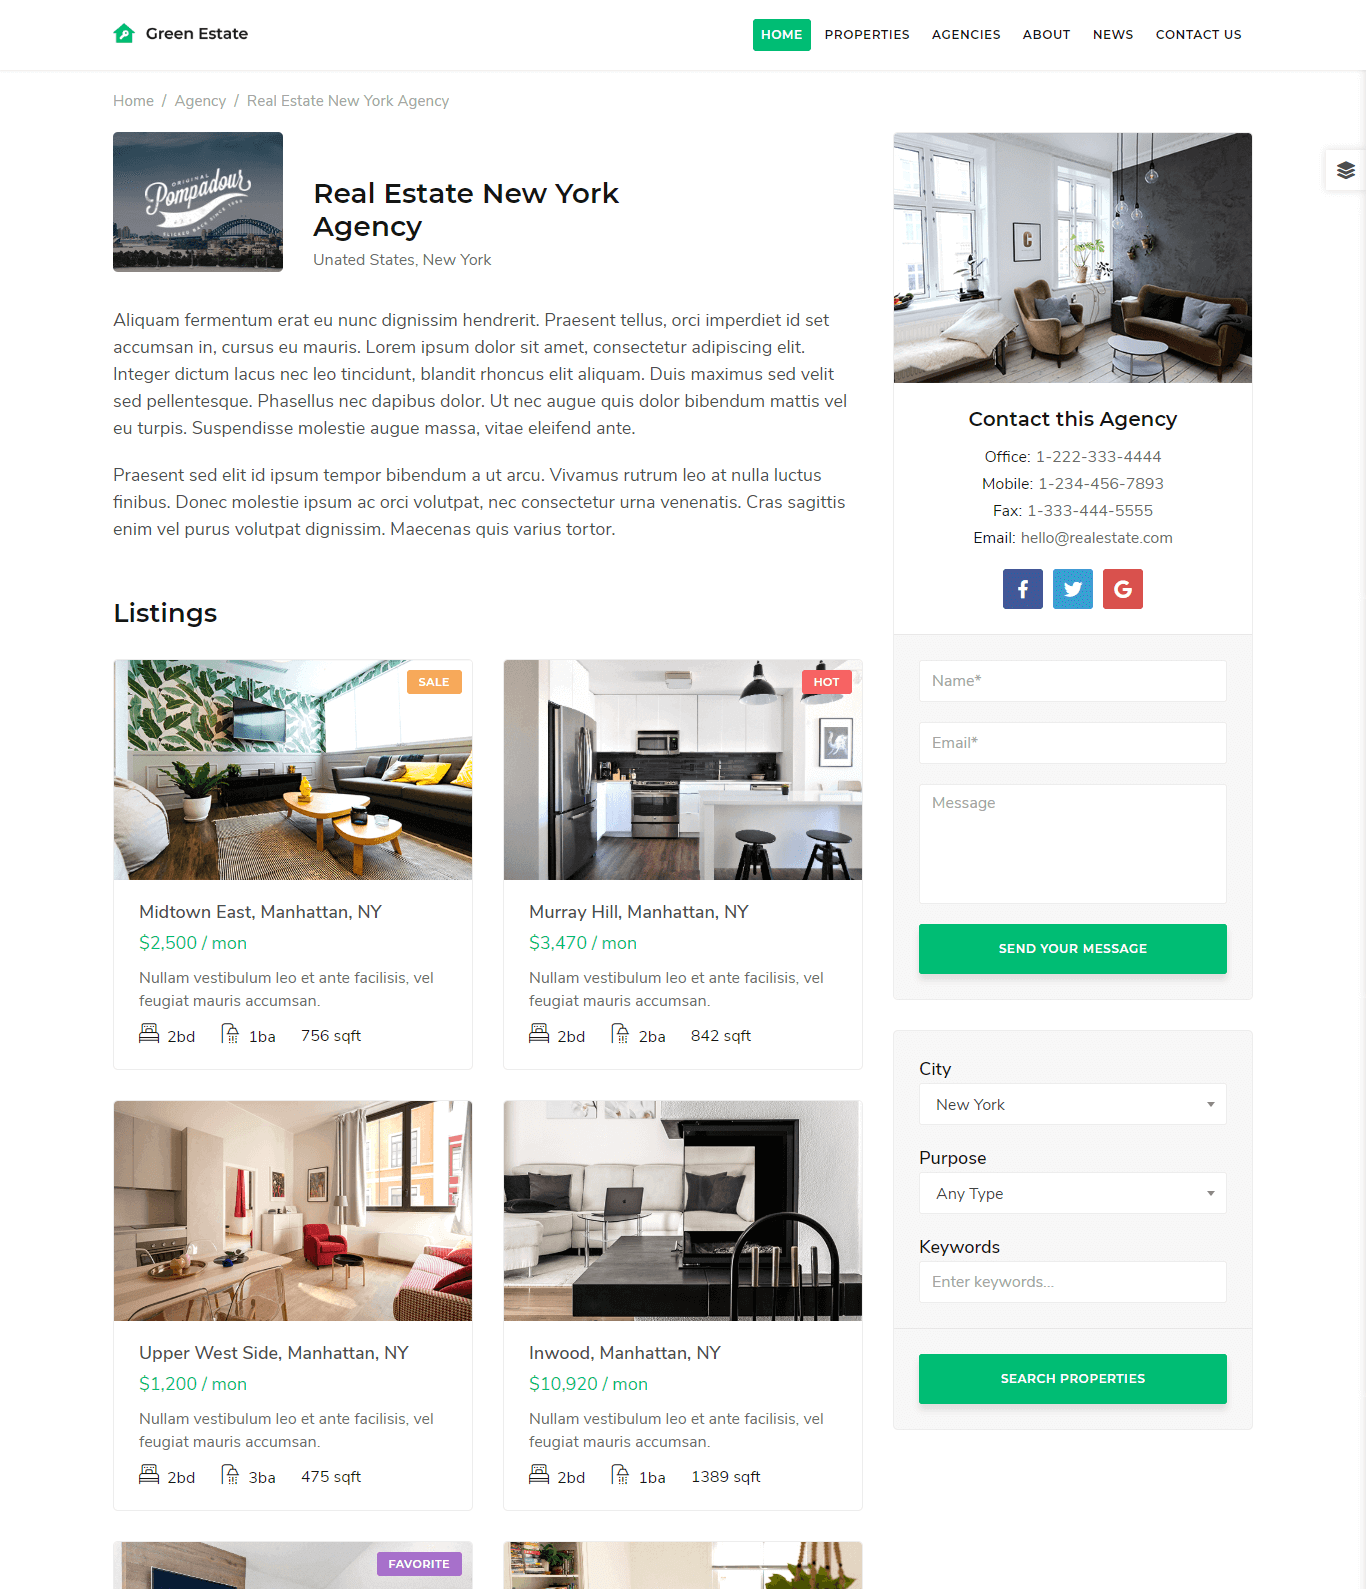 Green Estate
HOME PROPERTIES AGENCIES ABOUT NEWS CONTACT US
Home / Agency / Real Estate New York Agency
ORIGINAL
Pompadour
SLICKED BACK SINCE
Real Estate New York
Agency
Unated States, New York
Aliquam fermentum erat eu nunc dignissim hendrerit. Praesent tellus, orci imperdiet id set
accumsan in, cursus eu mauris. Lorem ipsum dolor sit amet, consectetur adipiscing elit.
Integer dictum lacus nec leo tincidunt, blandit rhoncus elit aliquam. Duis maximus sed velit
sed pellentesque. Phasellus nec dapibus dolor. Ut nec augue quis dolor bibendum mattis vel
eu turpis. Suspendisse molestie augue massa, vitae eleifend ante.
Praesent sed elit id ipsum tempor bibendum a ut arcu. Vivamus rutrum leo at nulla luctus
finibus. Donec molestie ipsum ac orci volutpat, nec consectetur urna venenatis. Cras sagittis
enim vel purus volutpat dignissim. Maecenas quis varius tortor.
Listings
SALE
Midtown East, Manhattan, NY
$2,500 / mon
Nullam vestibulum leo et ante facilisis, vel
feugiat mauris accumsan.
2bd 1ba 756 sqft
HOT
Murray Hill, Manhattan, NY
$3,470 / mon
Nullam vestibulum leo et ante facilisis, vel
feugiat mauris accumsan.
2bd 2ba 842 sqft
Upper West Side, Manhattan, NY
$1,200 / mon
Nullam vestibulum leo et ante facilisis, vel
feugiat mauris accumsan.
2bd 3ba 475 sqft
Inwood, Manhattan, NY
$10,920 / mon
Nullam vestibulum leo et ante facilisis, vel
feugiat mauris accumsan.
2bd 1ba 1389 sqft
FAVORITE
C
Contact this Agency
Office: 1-222-333-4444
Mobile: 1-234-456-7893
Fax: 1-333-444-5555
Email: hello@realestate.com
Name*
Email*
Message
SEND YOUR MESSAGE
City
New York
Purpose
Any Type
Keywords
Enter keywords...
SEARCH PROPERTIES